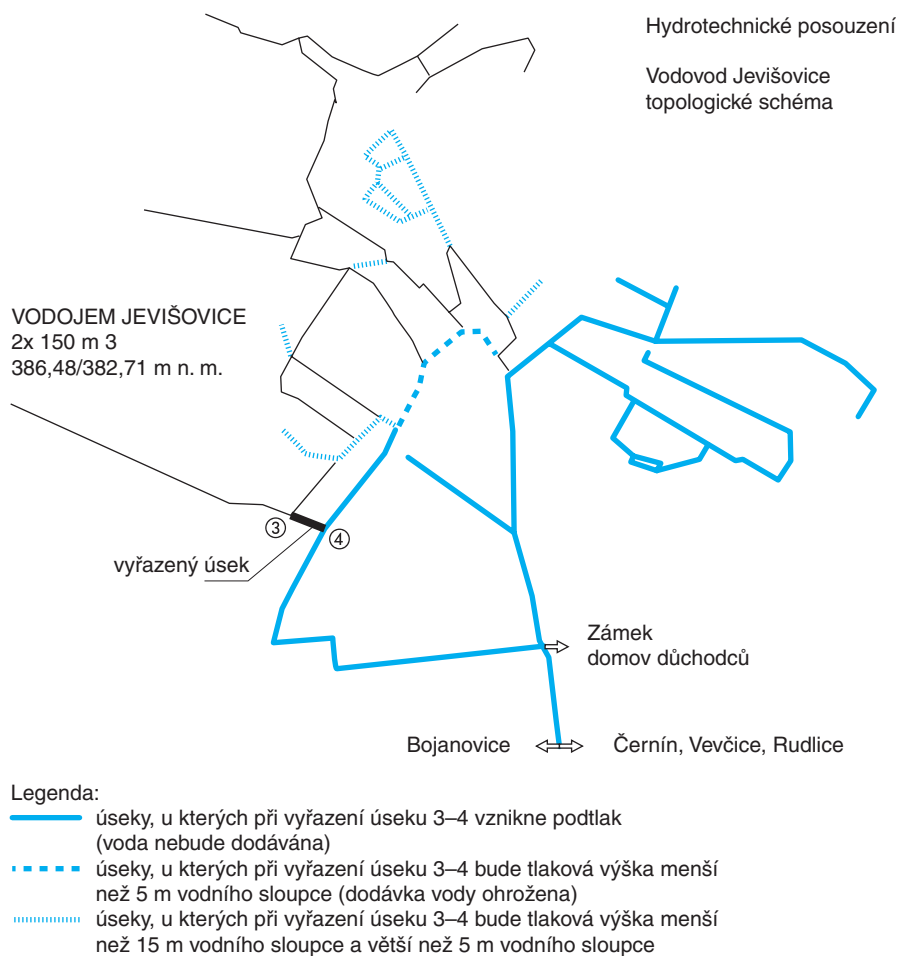 Hydrotechnické posouzení
Vodovod Jevišovice
topologické schéma
VODOJEM JEVIŠOVICE
2x 150 m 3
386,48/382,71 m n. m.
3
4
vyřazený úsek
Zámek
domov důchodců
Bojanovice
Černín, Vevčice, Rudlice
Legenda:
úseky, u kterých při vyřazení úseku 3–4 vznikne podtlak
(voda nebude dodávána)
úseky, u kterých při vyřazení úseku 3–4 bude tlaková výška menší
než 5 m vodního sloupce (dodávka vody ohrožena)
úseky, u kterých při vyřazení úseku 3–4 bude tlaková výška menší
než 15 m vodního sloupce a větší než 5 m vodního sloupce